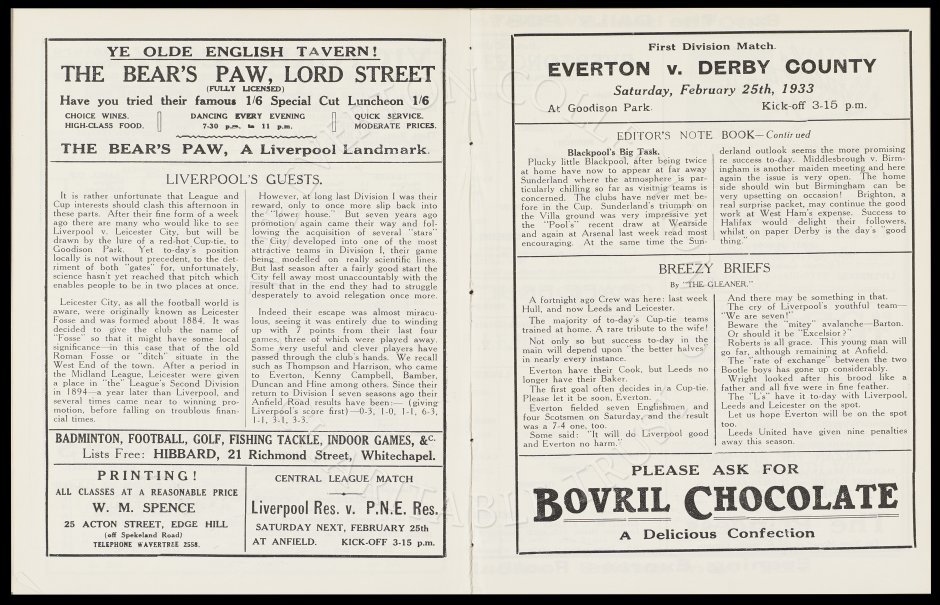 YE OLDE ENGLISH TAVERN!
THE BEAR'S PAW, LORD STREET
(FULLY LICENSED)
Have you tried their famous 1/6 Special Cut Luncheon 1/6
CHOICE WINES.
HIGH-CLASS FOOD.
DANCING EVERY EVENING
7-30 p.m. to 11 p.m.
QUICK SERVICE.
MODERATE PRICES.
THE BEAR'S PAW, A Liverpool Landmark.
LIVERPOOL'S GUESTS.
It is rather unfortunate that League and
Cup interests should clash this afternoon in
these parts. After their fine form of a week
ago there are many who would like to see
Liverpool v. Leicester City, but will be
drawn by the lure of a red-hot Cup-tie, to
Goodison Park. Yet to-day's position
locally is not without precedent, to the det-
riment of both "gates" for, unfortunately,
science hasn't yet reached that pitch which
enables people to be in two places at once.
Leicester City, as all the football world is
aware, were originally known as Leicester
Fosse and was formed about 1884. It was
decided to give the club the name of
"Fosse" so that it might have some local
significance—in this case that of the old
Roman Fosse or "ditch" situate in the
West End of the town. After a period in
the Midland League, Leicester were given
a place in "the" League's Second Division
in 1894—a year later than Liverpool, and
several times came near to winning pro-
motion, before falling on troublous finan-
cial times.
However, at long last Division I was their
reward, only to once more slip back into
the "lower house." But seven years ago
promotion again came their way and fol-
lowing the acquisition of several "stars"
the City developed into one of the most
attractive teams in Division I, their game
being modelled on really scientific lines.
But last season after a fairly good start the
City fell away most unaccountably with the
result that in the end they had to struggle
desperately to avoid relegation once more.
Indeed their escape was almost miracu-
lous, seeing it was entirely due to winding
up with 7 points from their last four
games, three of which were played away.
Some very useful and clever players have
passed through the club's hands. We recall
such as Thompson and Harrison, who came
to Everton, Kenny Campbell, Bamber,
Duncan and Hine among others. Since their
return to Division I seven seasons ago their
Anfield Road results have been:— (giving
Liverpool's score first)—0-3, 1-0, 1-1, 6-3,
1-1, 3-1, 3-3.
BADMINTON, FOOTBALL, GOLF, FISHING TACKLE, INDOOR GAMES, &c.
Lists Free: HIBBARD, 21 Richmond Street, Whitechapel.
PRINTING!
ALL CLASSES AT A REASONABLE PRICE
W. M. SPENCE
25 ACTON STREET, EDGE HILL
(off Spekeland Road)
TELEPHONE WAVERTREE 2558.
CENTRAL LEAGUE MATCH
Liverpool Res. v. P.N.E. Res.
SATURDAY NEXT, FEBRUARY 25th
AT ANFIELD. KICK-OFF 3-15 p.m.
First Division Match.
EVERTON v. DERBY COUNTY
Saturday, February 25th, 1933
At Goodison Park. Kick-off 3-15 p.m.
EDITOR'S NOTE BOOK—Continued
Blackpool's Big Task.
Plucky little Blackpool, after being twice
at home have now to appear at far away
Sunderland where the atmosphere is par-
ticularly chilling so far as visiting teams is
concerned. The clubs have never met be-
fore in the Cup. Sunderland's triumph on
the Villa ground was very impressive yet
the "Pool's" recent draw at Wearside
and again at Arsenal last week read most
encouraging. At the same time the Sun-
derland outlook seems the more promising
re success to-day. Middlesbrough v. Birm-
ingham is another maiden meeting and here
again the issue is very open. The home
side should win but Birmingham can be
very upsetting on occasion! Brighton, a
real surprise packet, may continue the good
work at West Ham's expense. Success to
Halifax would delight their followers,
whilst on paper Derby is the day's "good
thing."
BREEZY BRIEFS
By "THE GLEANER."
A fortnight ago Crewe was here: last week
Hull, and now Leeds and Leicester.
The majority of to-day's Cup-tie teams
trained at home. A rare tribute to the wife!
Not only so but success to-day in the
main will depend upon "the better halves"
in nearly every instance.
Everton have their Cook, but Leeds no
longer have their Baker.
The first goal often decides in a Cup-tie.
Please let it be soon, Everton.
Everton fielded seven Englishmen and
four Scotsmen on Saturday, and the result
was a 7-4 one, too.
Some said: "It will do Liverpool good
and Everton no harm."
And there may be something in that.
The cry of Liverpool's youthful team—
"We are seven!"
Beware the "mitey" avalanche—Barton.
Or should it be "Excelsior?"
Roberts is all grace. This young man will
go far, although remaining at Anfield.
The "rate of exchange" between the two
Bootle boys has gone up considerably.
Wright looked after his brood like a
father and all five were in fine feather.
The "L's" have it to-day with Liverpool,
Leeds and Leicester on the spot.
Let us hope Everton will be on the spot
too.
Leeds United have given nine penalties
away this season.
PLEASE ASK FOR
BOVRIL CHOCOLATE
A Delicious Confection